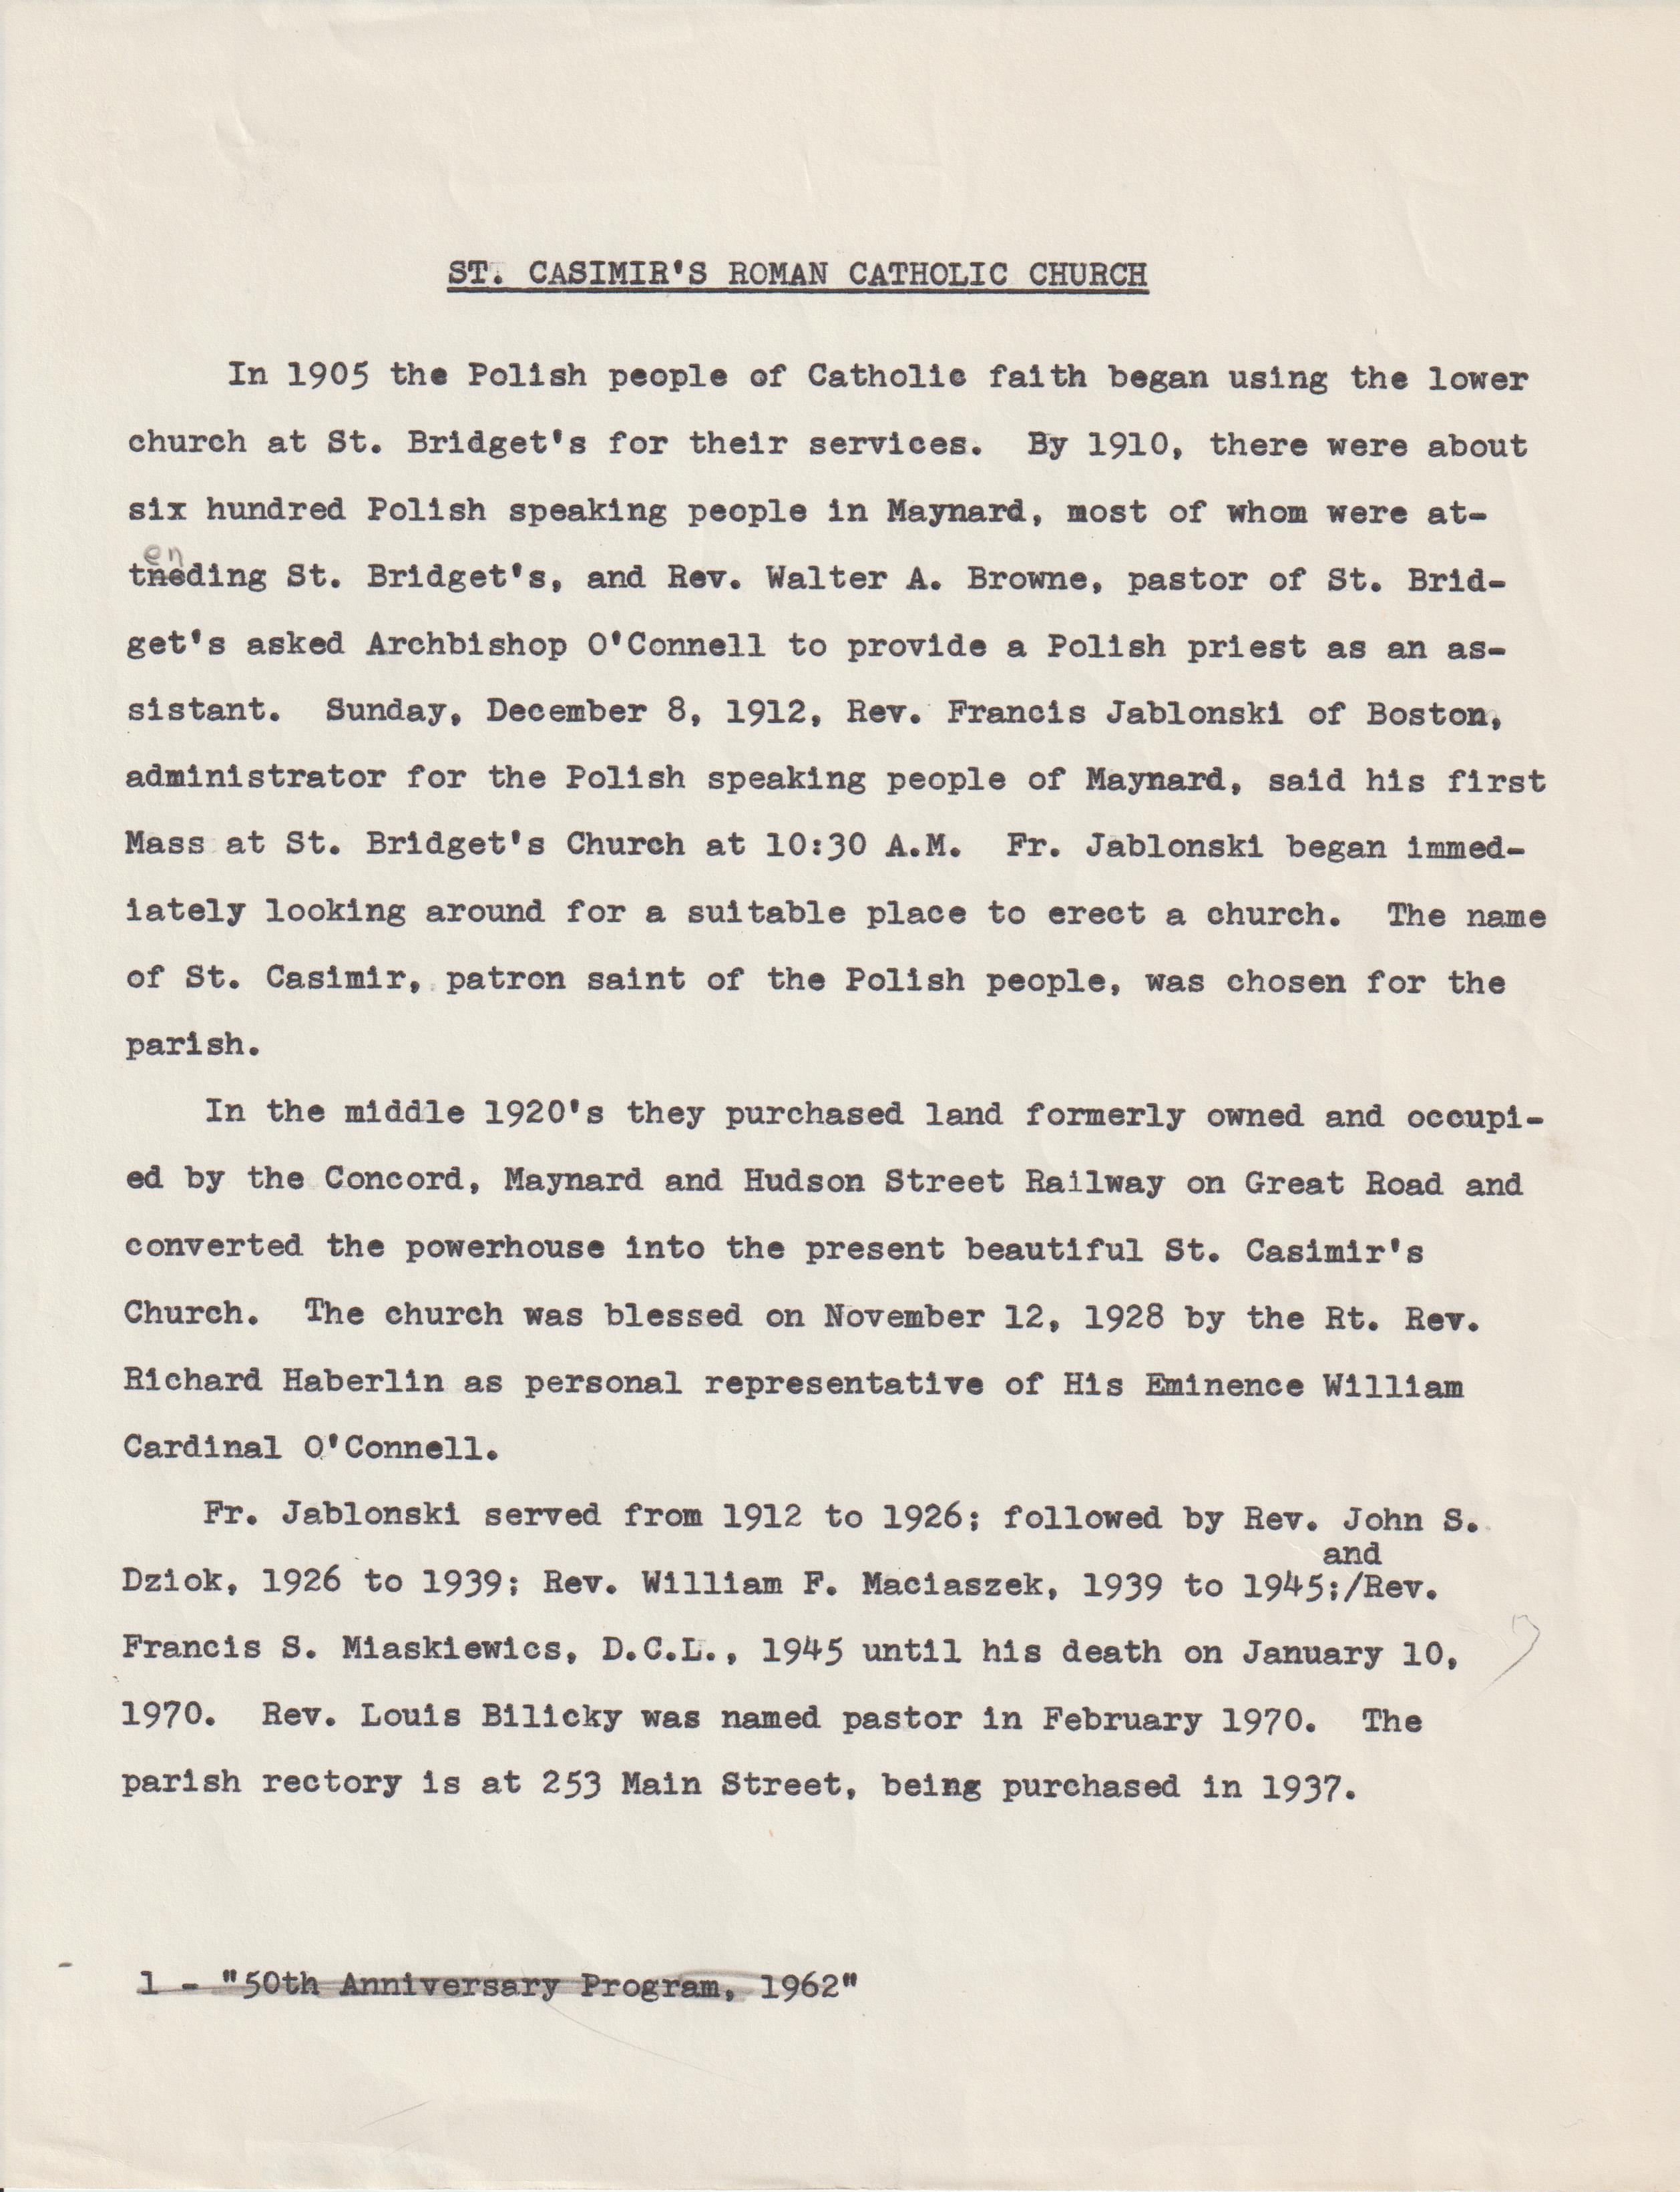 ST. CASIMIR'S ROMAN CATHOLIC CHURCH
In 1905 the Polish people of Catholic faith began using the lower
church at St. Bridget's for their services.  By 1910, there were about
six hundred Polish speaking people in Maynard, most of whom were at-
en
tneding St. Bridget's, and Rev. Walter A. Browne, pastor of St. Brid-
get's asked Archbishop O'Connell to provide a Polish priest as an as-
sistant.  Sunday, December 8, 1912, Rev. Francis Jablonski of Boston,
administrator for the Polish speaking people of Maynard, said his first
Mass at St. Bridget's Church at 10:30 A.M.  Fr. Jablonski began immed-
iately looking around for a suitable place to erect a church.  The name
of St. Casimir, patron saint of the Polish people, was chosen for the
parish.
In the middle 1920's they purchased land formerly owned and occupi-
ed by the Concord, Maynard and Hudson Street Railway on Great Road and
converted the powerhouse into the present beautiful St. Casimir's
Church.  The church was blessed on November 12, 1928 by the Rt. Rev.
Richard Haberlin as personal representative of His Eminence William
Cardinal O'Connell.
Fr. Jablonski served from 1912 to 1926; followed by Rev. John S.
and
Dziok, 1926 to 1939; Rev. William F. Maciaszek, 1939 to 1945;/Rev.
Francis S. Miaskiewics, D.C.L., 1945 until his death on January 10,
1970.  Rev. Louis Bilicky was named pastor in February 1970.  The
parish rectory is at 253 Main Street, being purchased in 1937.
1 - "50th Anniversary Program, 1962"